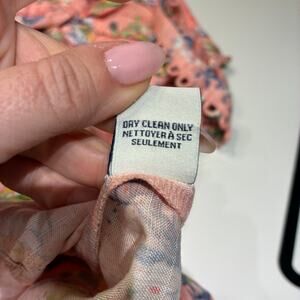 DRY CLEAN ONLY
NETTOYER À SEC
SEULEMENT